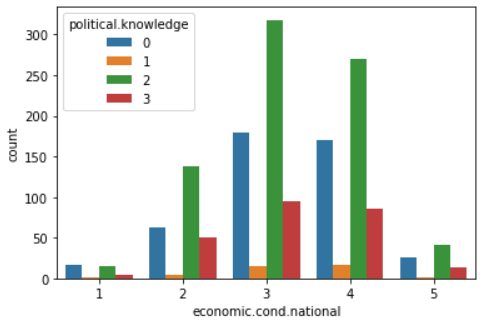 political.knowledge
0
1
2
3
count
300
250
200
150
100
50
0
1 2 3 4 5
economic.cond.national